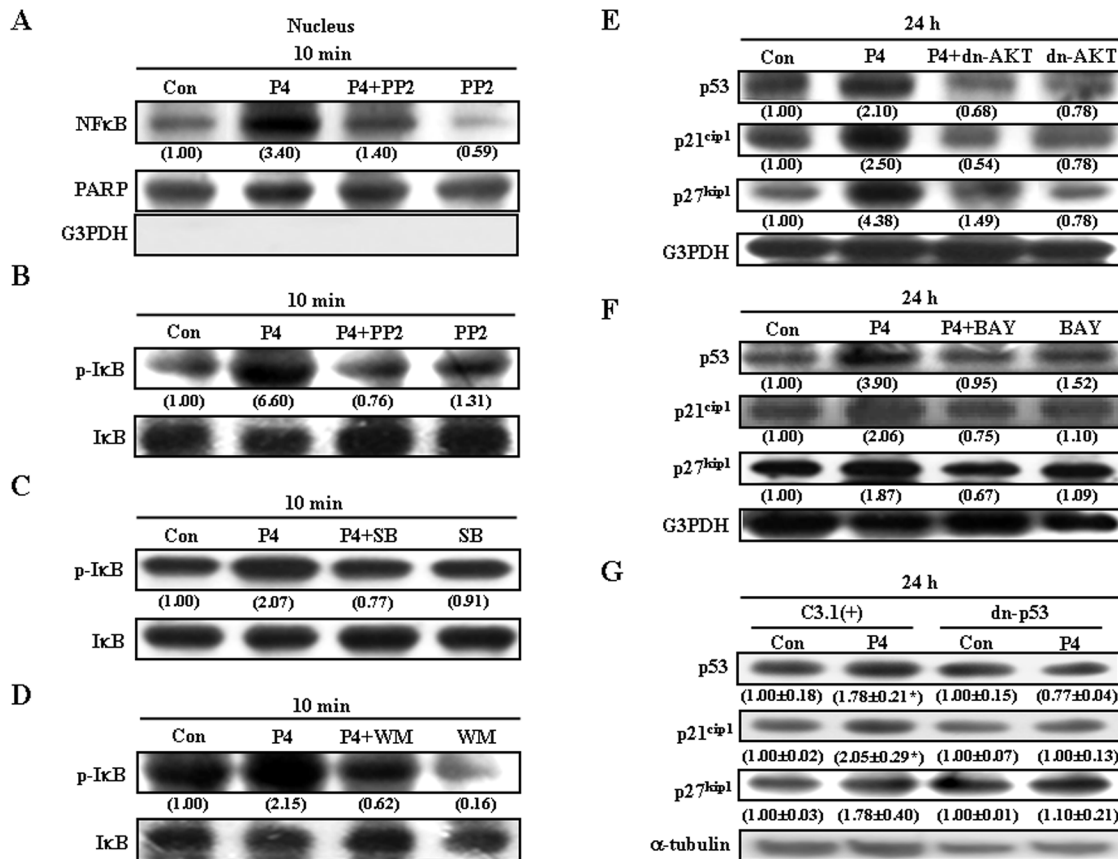 A
Nucleus
10 min
Con P4 P4+PP2 PP2
NFκB
(1.00) (3.40) (1.40) (0.59)
PARP
G3PDH
B
10 min
Con P4 P4+PP2 PP2
p-IκB
(1.00) (6.60) (0.76) (1.31)
IκB
C
10 min
Con P4 P4+SB SB
p-IκB
(1.00) (2.07) (0.77) (0.91)
IκB
D
10 min
Con P4 P4+WM WM
p-IκB
(1.00) (2.15) (0.62) (0.16)
IκB
E
24 h
Con P4 P4+dn-AKT dn-AKT
p53
(1.00) (2.10) (0.68) (0.78)
p21cip1
(1.00) (2.50) (0.54) (0.78)
p27kip1
(1.00) (4.38) (1.49) (0.78)
G3PDH
F
24 h
Con P4 P4+BAY BAY
p53
(1.00) (3.90) (0.95) (1.52)
p21cip1
(1.00) (2.06) (0.75) (1.10)
p27kip1
(1.00) (1.87) (0.67) (1.09)
G3PDH
G
24 h
C3.1(+) dn-p53
Con P4 Con P4
p53
(1.00±0.18) (1.78±0.21*) (1.00±0.15) (0.77±0.04)
p21cip1
(1.00±0.02) (2.05±0.29*) (1.00±0.07) (1.00±0.13)
p27kip1
(1.00±0.03) (1.78±0.40) (1.00±0.01) (1.10±0.21)
α-tubulin